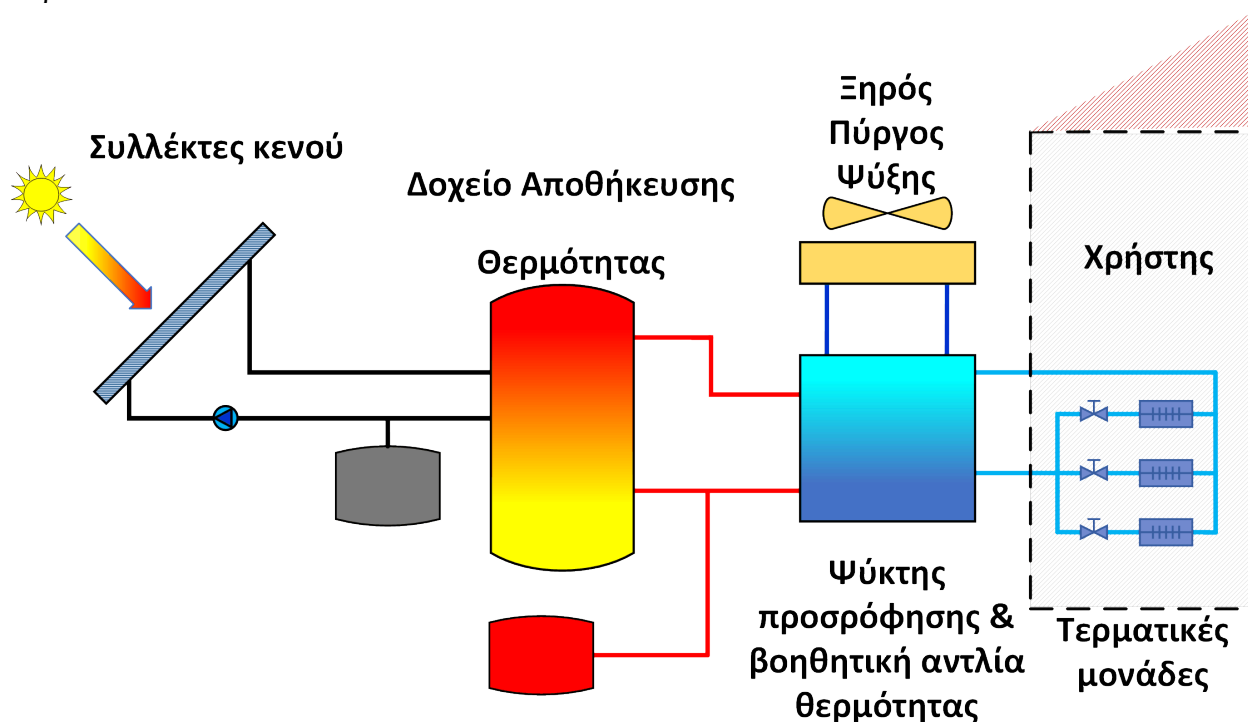 Συλλέκτες κενού
Δοχείο Αποθήκευσης
Θερμότητας
Ξηρός
Πύργος
Ψύξης
Χρήστης
Ψύκτης
προσρόφησης &
βοηθητική αντλία
θερμότητας
Τερματικές
μονάδες